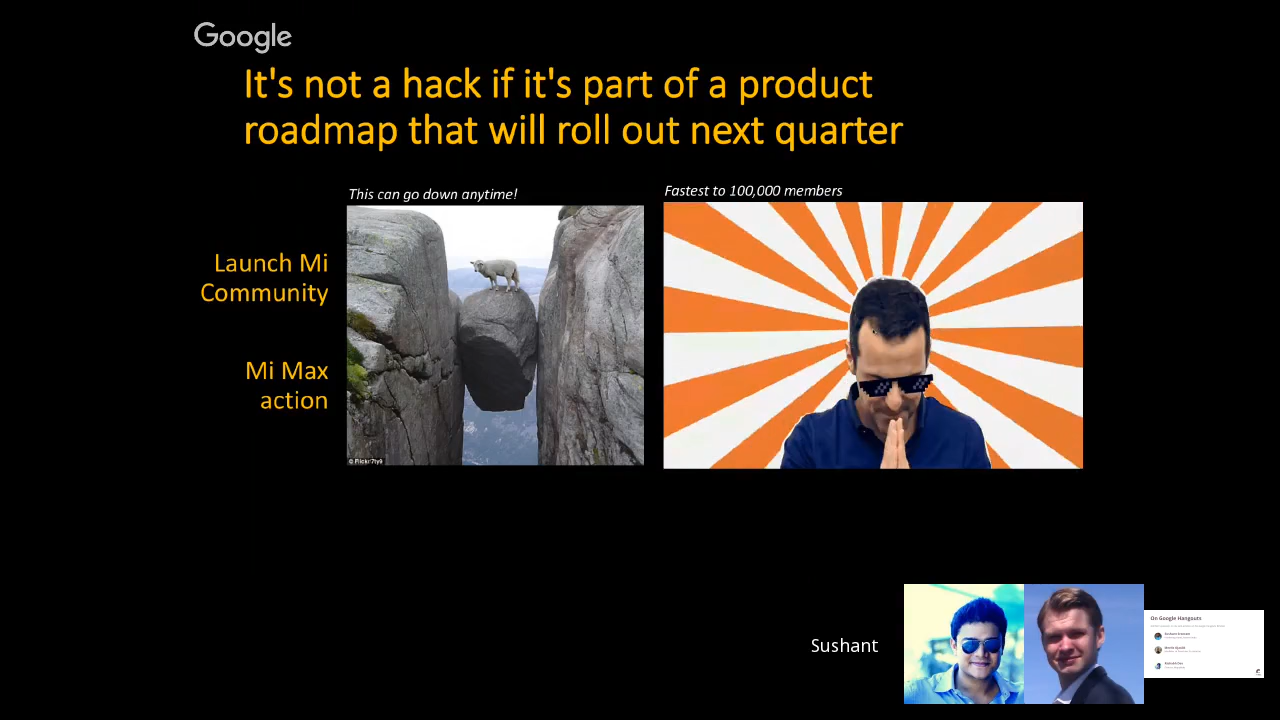 Google
It's not a hack if it's part of a product
roadmap that will roll out next quarter
This can go down anytime!
Fastest to 100,000 members
Launch Mi
Community
Mi Max
action
© Flickr7ty9
Sushant
On Google Hangouts